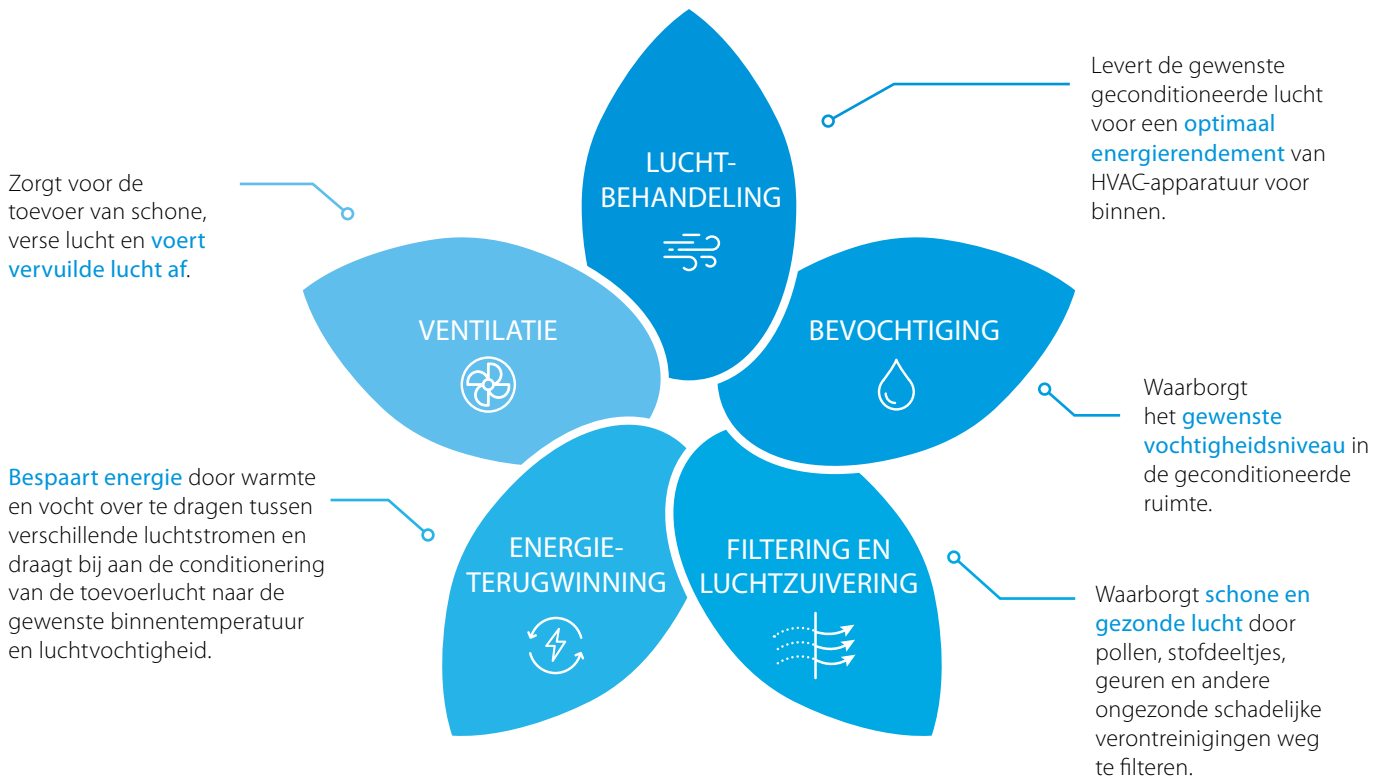 LUCHT-
BEHANDELING
Levert de gewenste
geconditioneerde lucht
voor een optimaal
energierendement van
HVAC-apparatuur voor
binnen.
Zorgt voor de
toevoer van schone,
verse lucht en voert
vervuilde lucht af.
VENTILATIE
BEVOCHTIGING
Waarborgt
het gewenste
vochtigheidsniveau in
de geconditioneerde
ruimte.
Bespaart energie door warmte
en vocht over te dragen tussen
verschillende luchtstromen en
draagt bij aan de conditionering
van de toevoerlucht naar de
gewenste binnentemperatuur
en luchtvochtigheid.
ENERGIE-
TERUGWINNING
FILTERING EN
LUCHTZUIVERING
Waarborgt schone en
gezonde lucht door
pollen, stofdeeltjes,
geuren en andere
ongezonde schadelijke
verontreinigingen weg
te filteren.